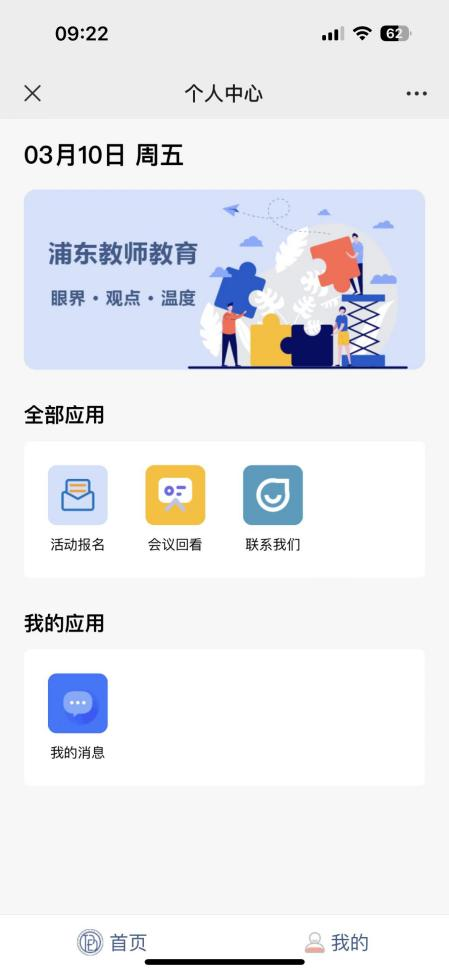 09:22
62
个人中心
03月10日 周五
浦东教师教育
眼界·观点·温度
全部应用
活动报名
会议回看
联系我们
我的应用
我的消息
首页
我的